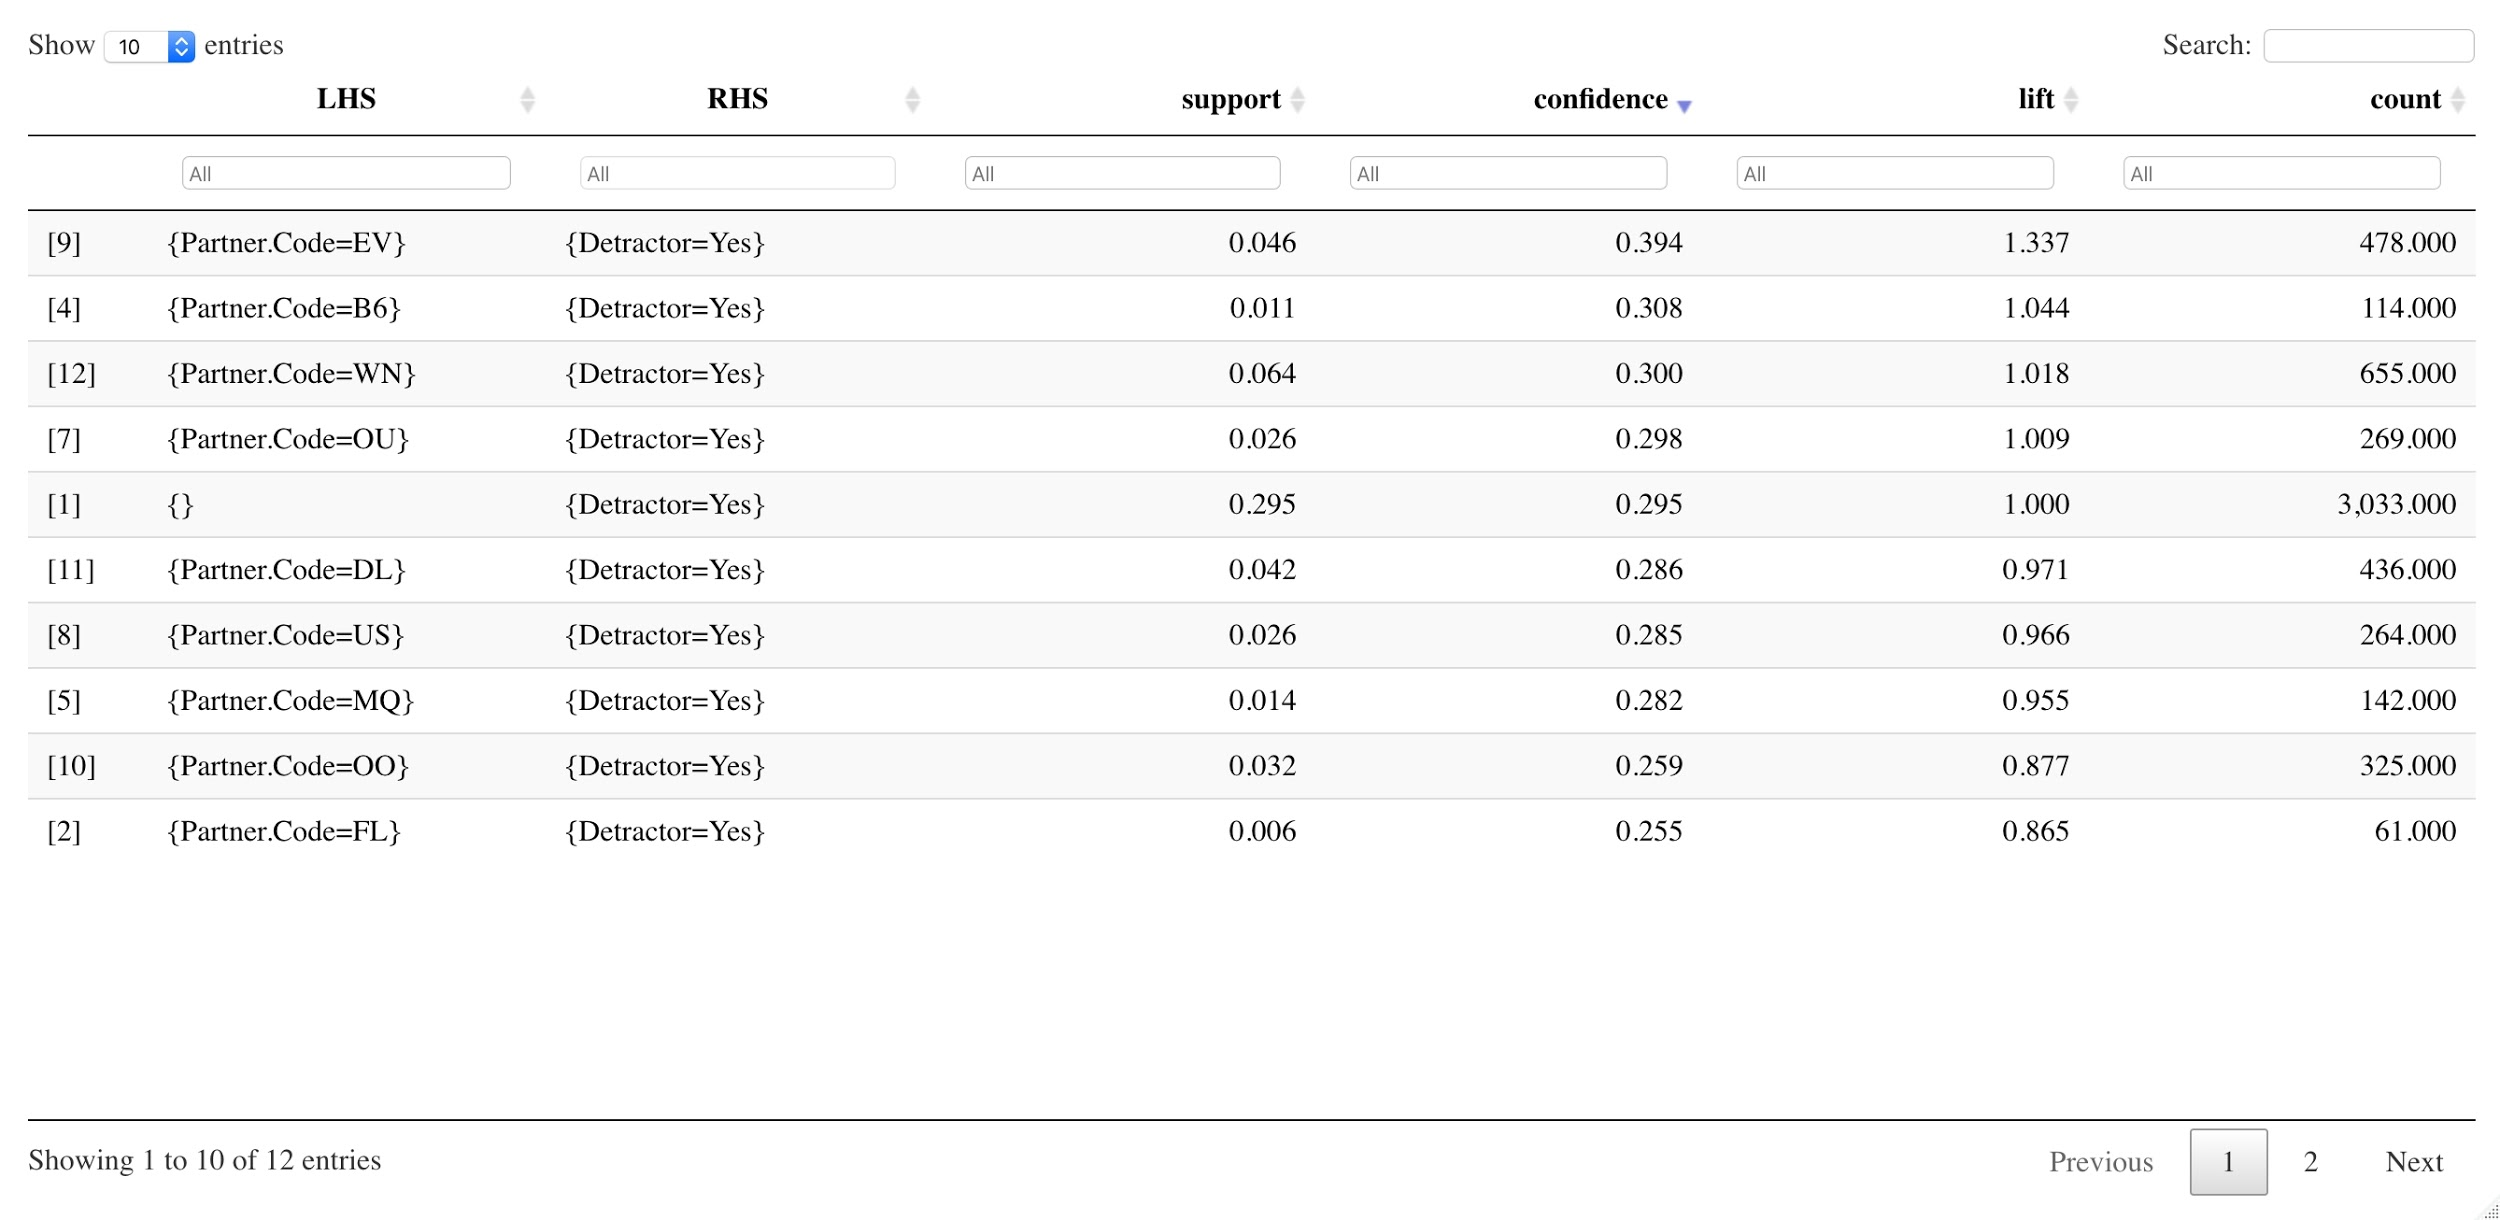 Show 10 entries Search:
LHS RHS support confidence lift count
All All All All All All
[9] {Partner.Code=EV} {Detractor=Yes} 0.046 0.394 1.337 478.000
[4] {Partner.Code=B6} {Detractor=Yes} 0.011 0.308 1.044 114.000
[12] {Partner.Code=WN} {Detractor=Yes} 0.064 0.300 1.018 655.000
[7] {Partner.Code=OU} {Detractor=Yes} 0.026 0.298 1.009 269.000
[1] {} {Detractor=Yes} 0.295 0.295 1.000 3,033.000
[11] {Partner.Code=DL} {Detractor=Yes} 0.042 0.286 0.971 436.000
[8] {Partner.Code=US} {Detractor=Yes} 0.026 0.285 0.966 264.000
[5] {Partner.Code=MQ} {Detractor=Yes} 0.014 0.282 0.955 142.000
[10] {Partner.Code=OO} {Detractor=Yes} 0.032 0.259 0.877 325.000
[2] {Partner.Code=FL} {Detractor=Yes} 0.006 0.255 0.865 61.000
Showing 1 to 10 of 12 entries Previous 1 2 Next